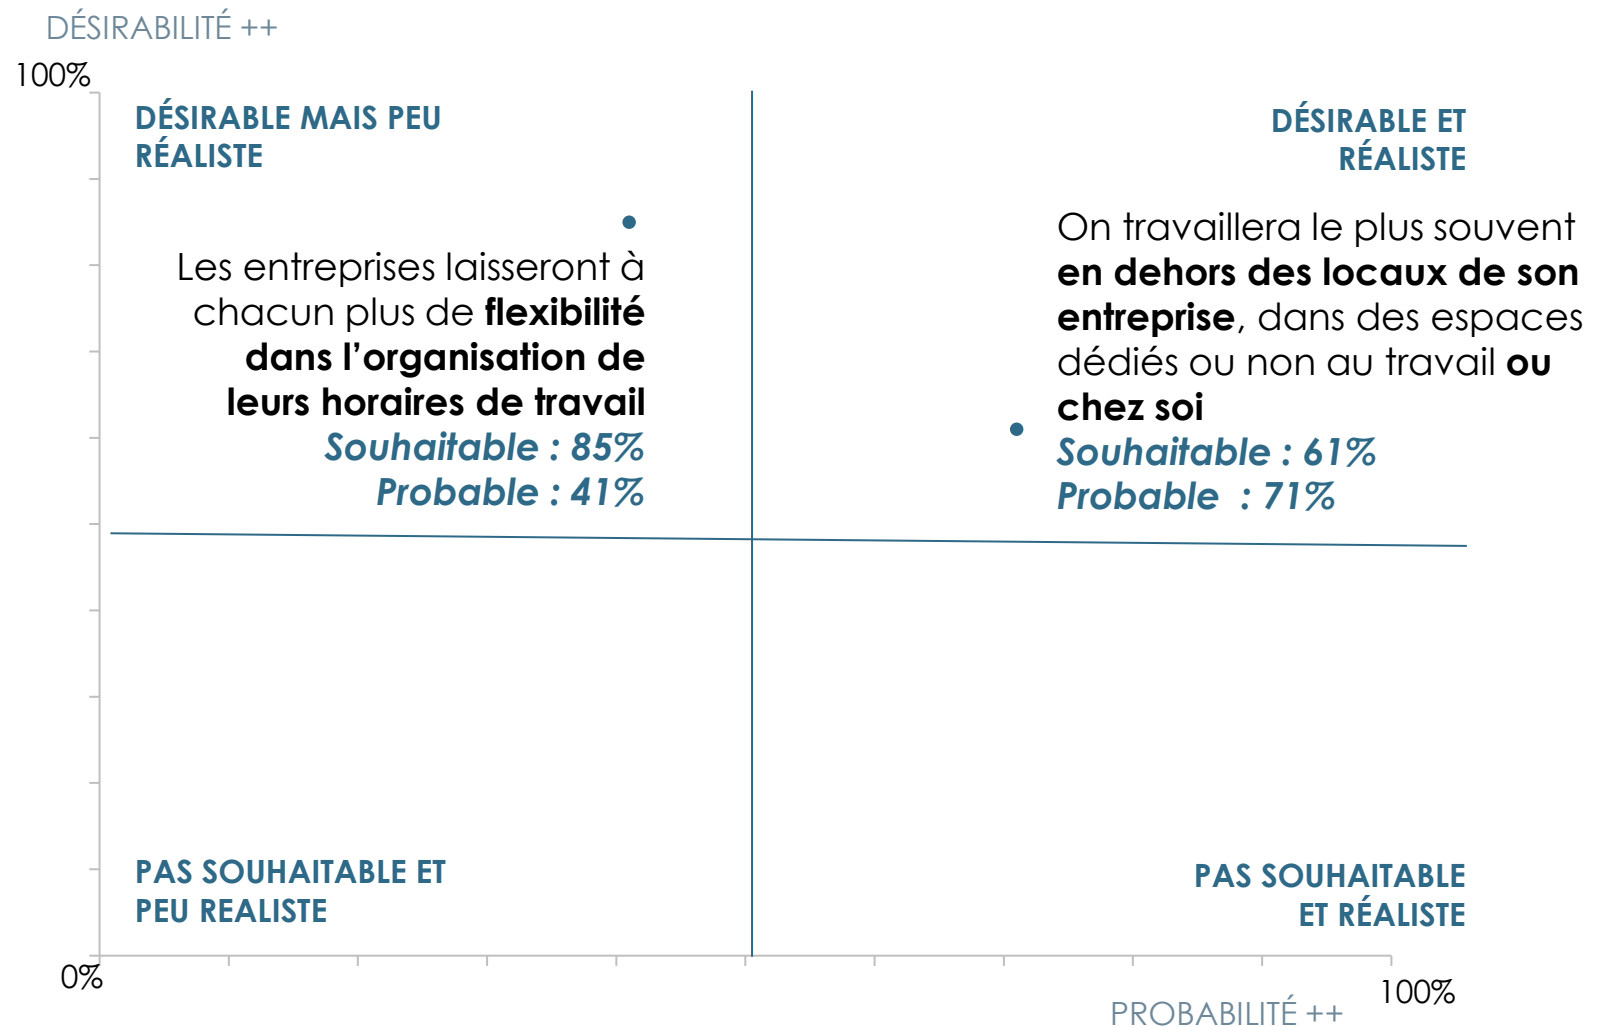 DÉSIRABILITÉ ++
100%
DÉSIRABLE MAIS PEU
RÉALISTE
DÉSIRABLE ET
RÉALISTE
Les entreprises laisseront à
chacun plus de flexibilité
dans l’organisation de
leurs horaires de travail
Souhaitable : 85%
Probable : 41%
On travaillera le plus souvent
en dehors des locaux de son
entreprise, dans des espaces
dédiés ou non au travail ou
chez soi
Souhaitable : 61%
Probable  : 71%
PAS SOUHAITABLE ET
PEU REALISTE
PAS SOUHAITABLE
ET RÉALISTE
0%
100%
PROBABILITÉ ++